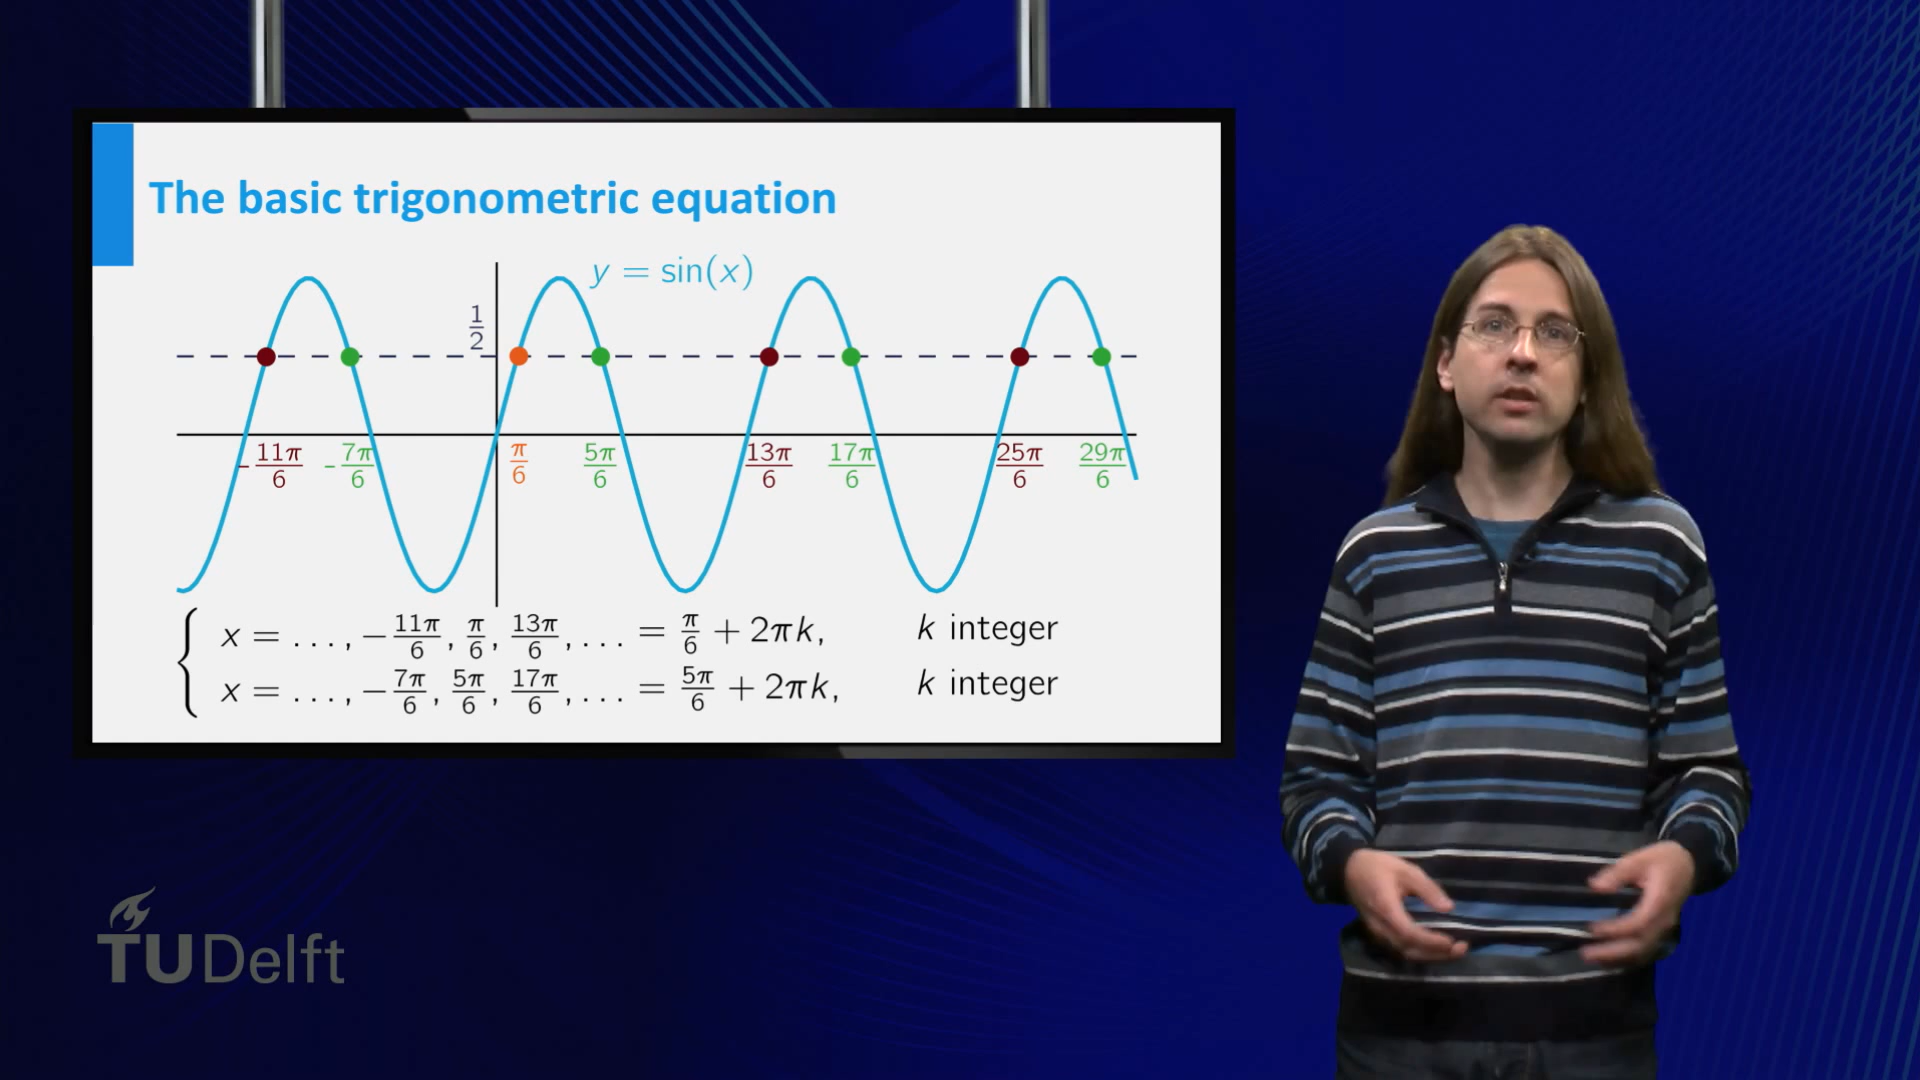 The basic trigonometric equation
y = sin(x)
1/2
-11π/6 -7π/6 π/6 5π/6 13π/6 17π/6 25π/6 29π/6
x = ..., -11π/6, π/6, 13π/6, ... = π/6 + 2πk, k integer
x = ..., -7π/6, 5π/6, 17π/6, ... = 5π/6 + 2πk, k integer
TUDelft